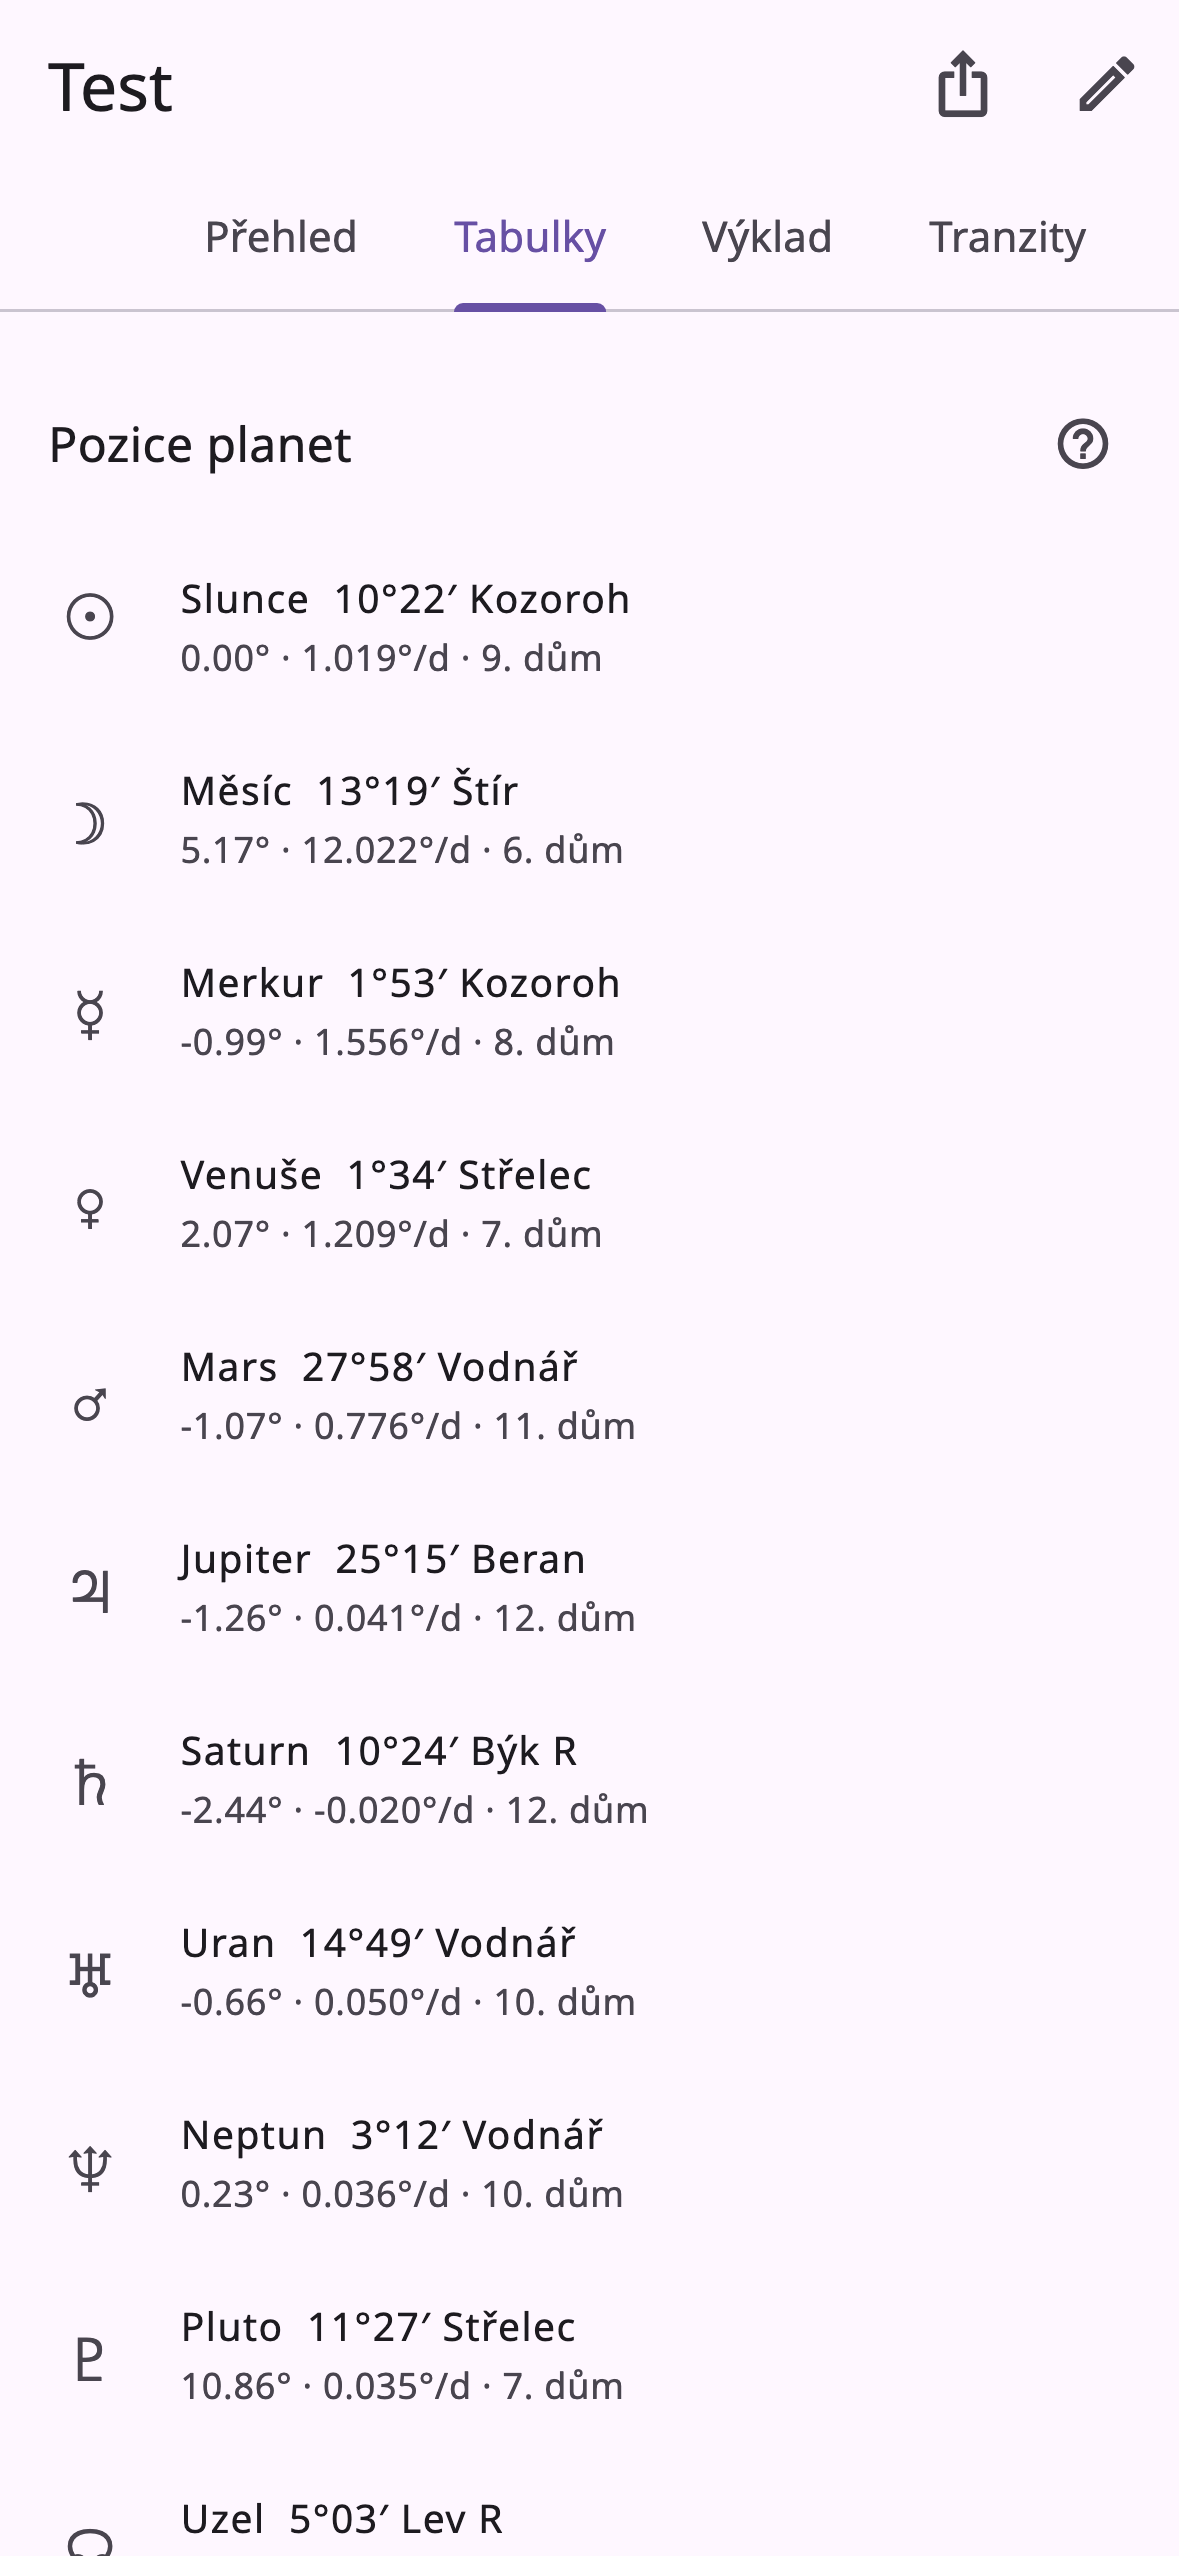 Test
Přehled Tabulky Výklad Tranzity
Pozice planet
☉ Slunce 10°22′ Kozoroh
0.00° · 1.019°/d · 9. dům
☽ Měsíc 13°19′ Štír
5.17° · 12.022°/d · 6. dům
☿ Merkur 1°53′ Kozoroh
-0.99° · 1.556°/d · 8. dům
♀ Venuše 1°34′ Střelec
2.07° · 1.209°/d · 7. dům
♂ Mars 27°58′ Vodnář
-1.07° · 0.776°/d · 11. dům
♃ Jupiter 25°15′ Beran
-1.26° · 0.041°/d · 12. dům
♄ Saturn 10°24′ Býk R
-2.44° · -0.020°/d · 12. dům
♅ Uran 14°49′ Vodnář
-0.66° · 0.050°/d · 10. dům
♆ Neptun 3°12′ Vodnář
0.23° · 0.036°/d · 10. dům
♇ Pluto 11°27′ Střelec
10.86° · 0.035°/d · 7. dům
☊ Uzel 5°03′ Lev R